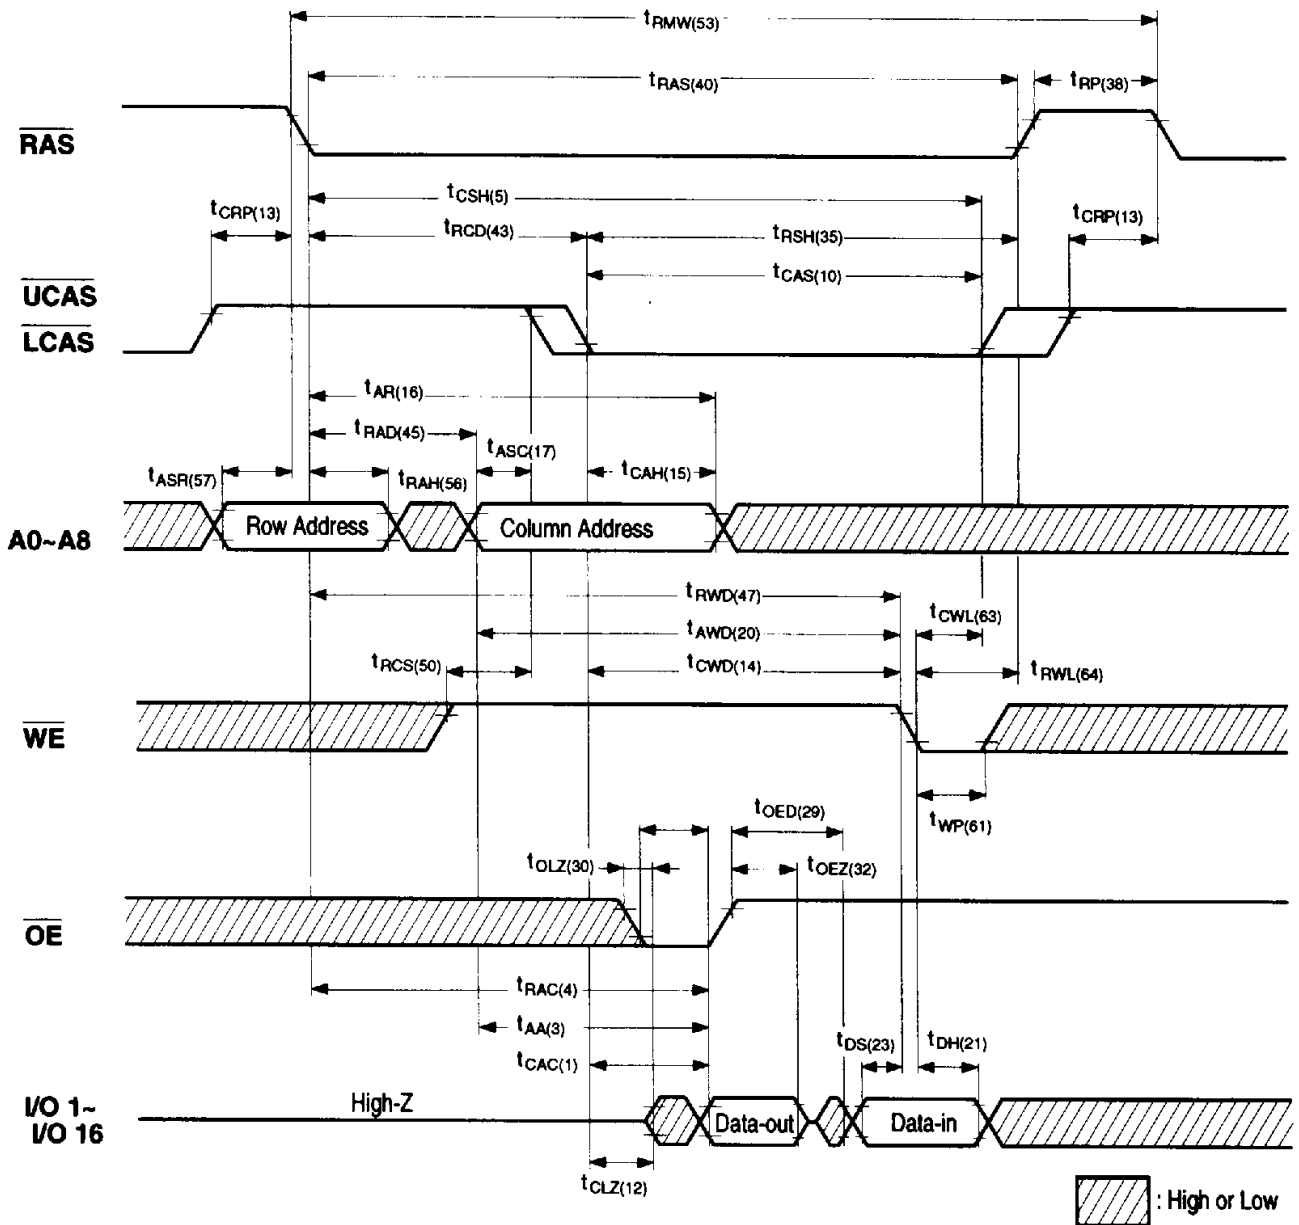 tRMW(53)
tRAS(40)
tRP(38)
RAS
tCSH(5)
tCRP(13)
tRCD(43)
tRSH(35)
tCRP(13)
tCAS(10)
UCAS
LCAS
tAR(16)
tRAD(45)
tASC(17)
tASR(57)
tRAH(56)
tCAH(15)
A0~A8
Row Address
Column Address
tRWD(47)
tCWL(63)
tAWD(20)
tRCS(50)
tCWD(14)
tRWL(64)
WE
tOED(29)
tWP(61)
tOLZ(30)
tOEZ(32)
OE
tRAC(4)
tAA(3)
tDS(23)
tDH(21)
tCAC(1)
I/O 1~
I/O 16
High-Z
Data-out
Data-in
tCLZ(12)
: High or Low